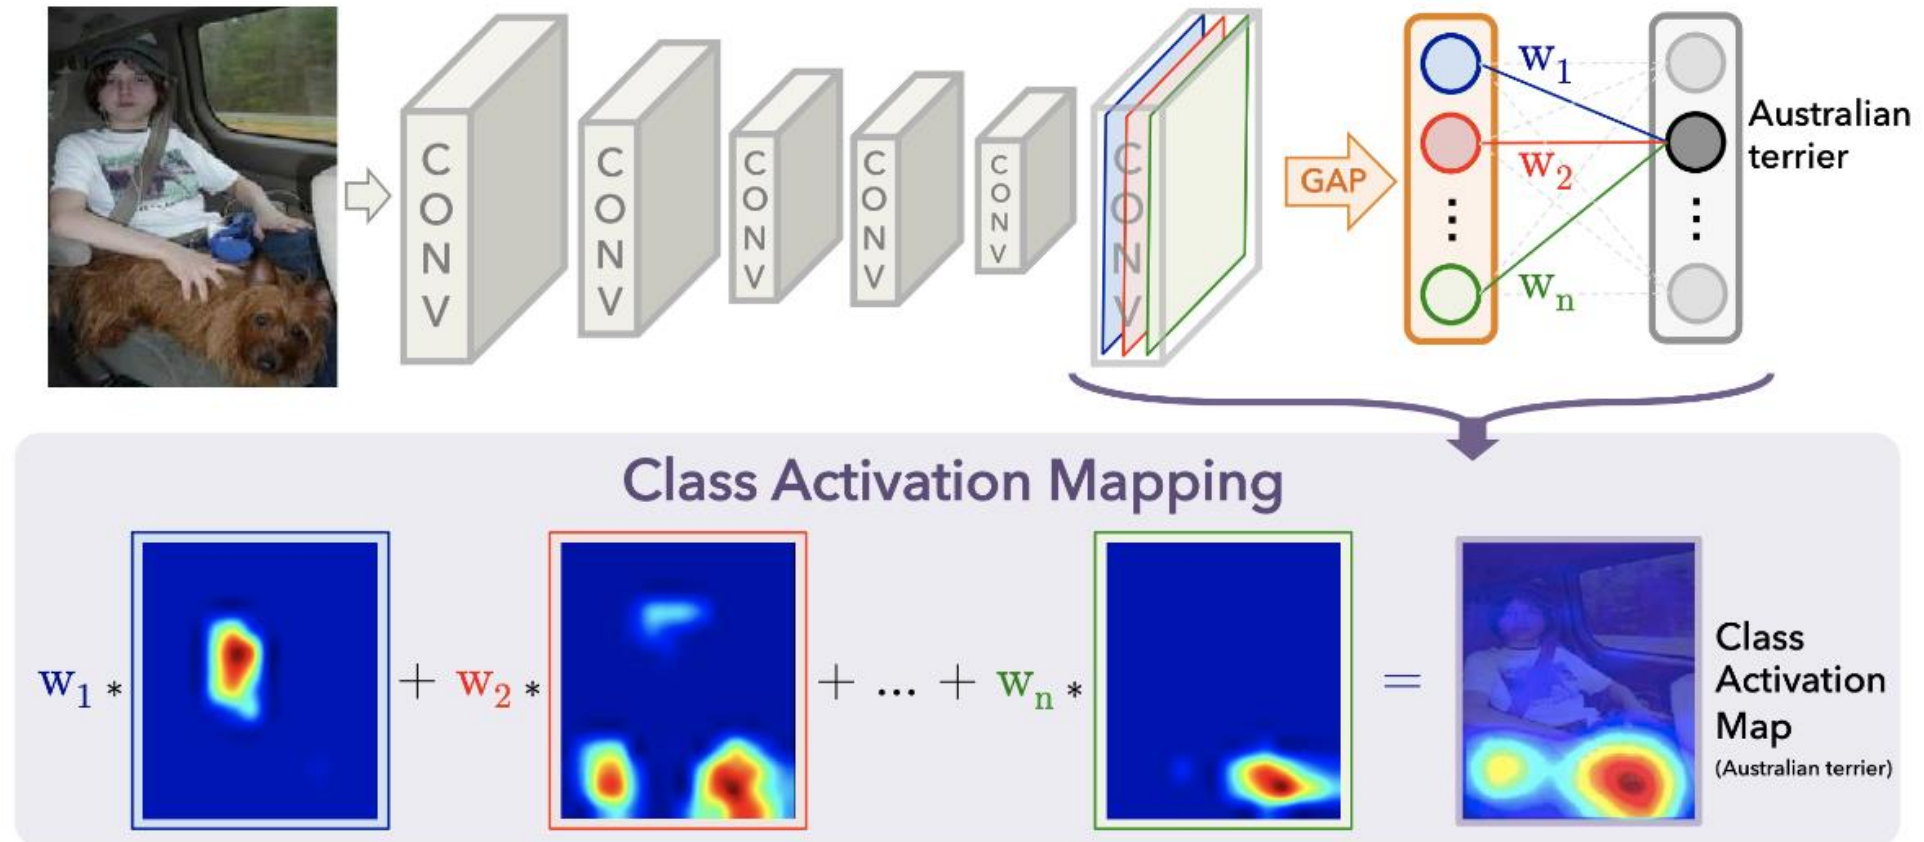 CONV
CONV
CONV
CONV
CONV
CONV
GAP
w1
w2
⋮
wn
⋮
Australian
terrier
Class Activation Mapping
w1 * + w2 * + ... + wn * =
Class
Activation
Map
(Australian terrier)